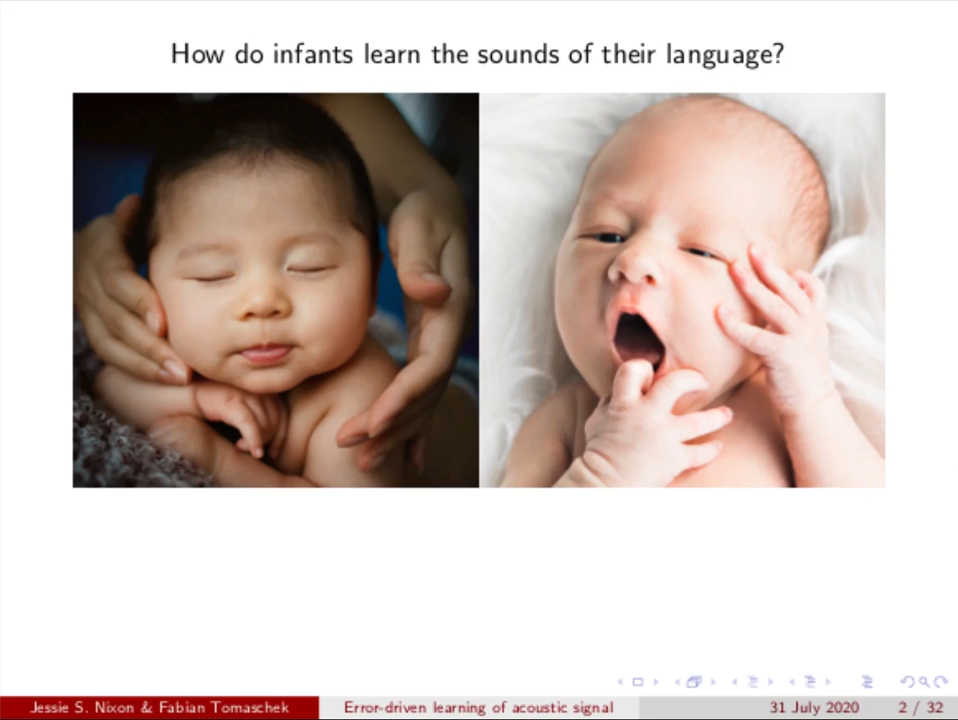 How do infants learn the sounds of their language?
Jessie S. Nixon & Fabian Tomaschek Error-driven learning of acoustic signal 31 July 2020 2 / 32